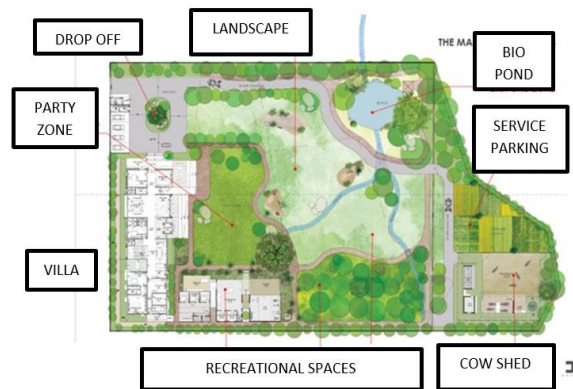 DROP OFF
LANDSCAPE
THE MA
BIO
POND
PARTY
ZONE
SERVICE
PARKING
VILLA
RECREATIONAL SPACES
COW SHED